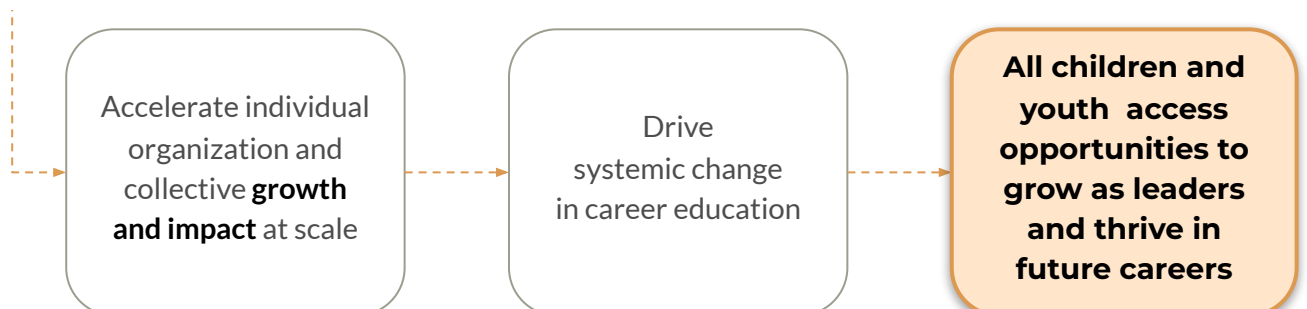 Accelerate individual
organization and
collective growth
and impact at scale
Drive
systemic change
in career education
All children and
youth  access
opportunities to
grow as leaders
and thrive in
future careers